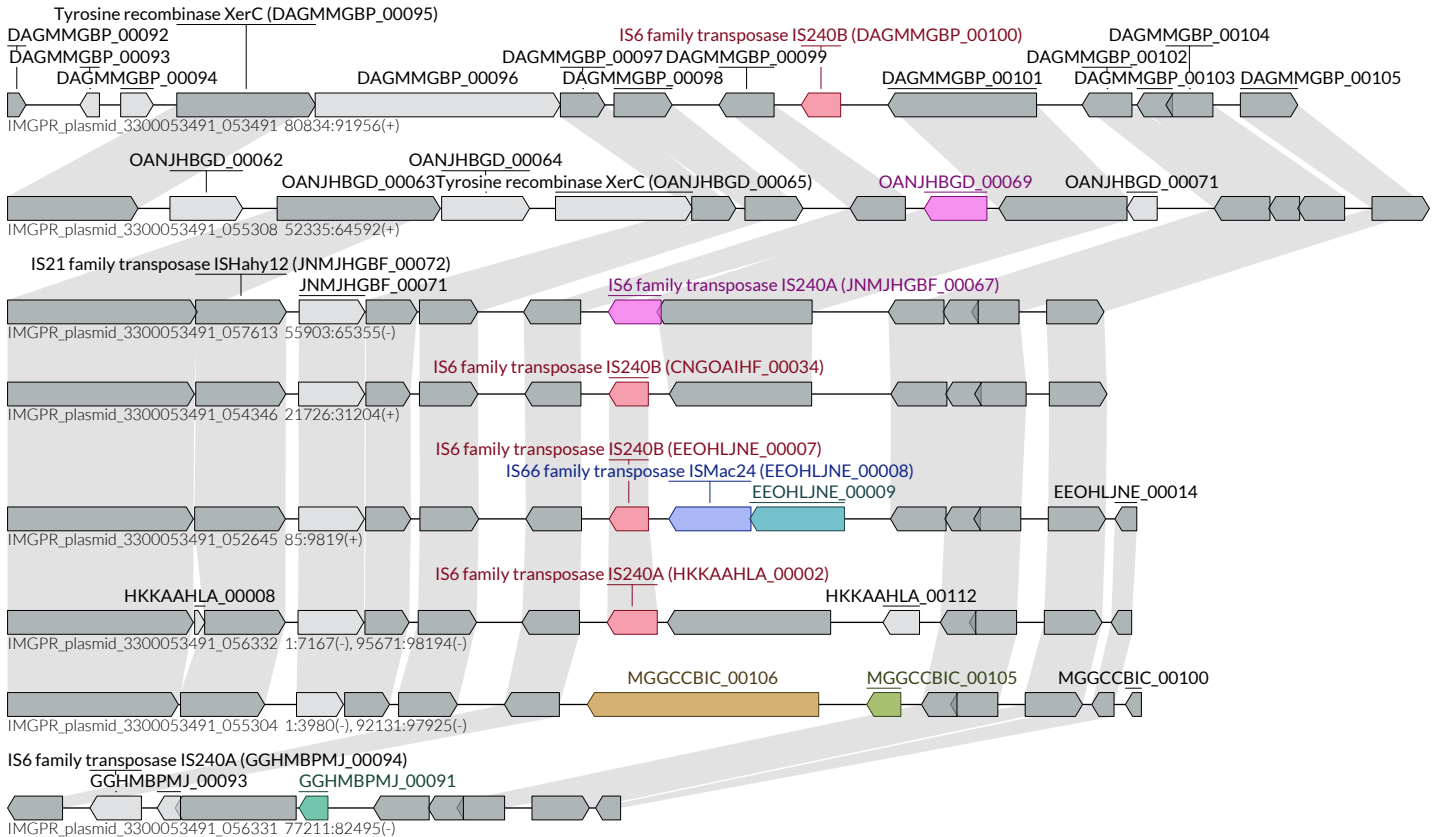 Tyrosine recombinase XerC (DAGMMGBP_00095)
DAGMMGBP_00092
IS6 family transposase IS240B (DAGMMGBP_00100)
DAGMMGBP_00104
DAGMMGBP_00093
DAGMMGBP_00097
DAGMMGBP_00099
DAGMMGBP_00102
DAGMMGBP_00094
DAGMMGBP_00096
DAGMMGBP_00098
DAGMMGBP_00101
DAGMMGBP_00103
DAGMMGBP_00105
IMGPR_plasmid_3300053491_053491 80834:91956(+)
OANJHBGD_00062
OANJHBGD_00064
OANJHBGD_00063
Tyrosine recombinase XerC (OANJHBGD_00065)
OANJHBGD_00069
OANJHBGD_00071
IMGPR_plasmid_3300053491_055308 52335:64592(+)
IS21 family transposase ISHahy12 (JNMJHGBF_00072)
JNMJHGBF_00071
IS6 family transposase IS240A (JNMJHGBF_00067)
IMGPR_plasmid_3300053491_057613 55903:65355(-)
IS6 family transposase IS240B (CNGOAIHF_00034)
IMGPR_plasmid_3300053491_054346 21726:31204(+)
IS6 family transposase IS240B (EEOHLJNE_00007)
IS66 family transposase ISMac24 (EEOHLJNE_00008)
EEOHLJNE_00009
EEOHLJNE_00014
IMGPR_plasmid_3300053491_052645 85:9819(+)
IS6 family transposase IS240A (HKKAAHLA_00002)
HKKAAHLA_00008
HKKAAHLA_00112
IMGPR_plasmid_3300053491_056332 1:7167(-), 95671:98194(-)
MGGCCBIC_00106
MGGCCBIC_00105
MGGCCBIC_00100
IMGPR_plasmid_3300053491_055304 1:3980(-), 92131:97925(-)
IS6 family transposase IS240A (GGHMBPMJ_00094)
GGHMBPMJ_00093
GGHMBPMJ_00091
IMGPR_plasmid_3300053491_056331 77211:82495(-)